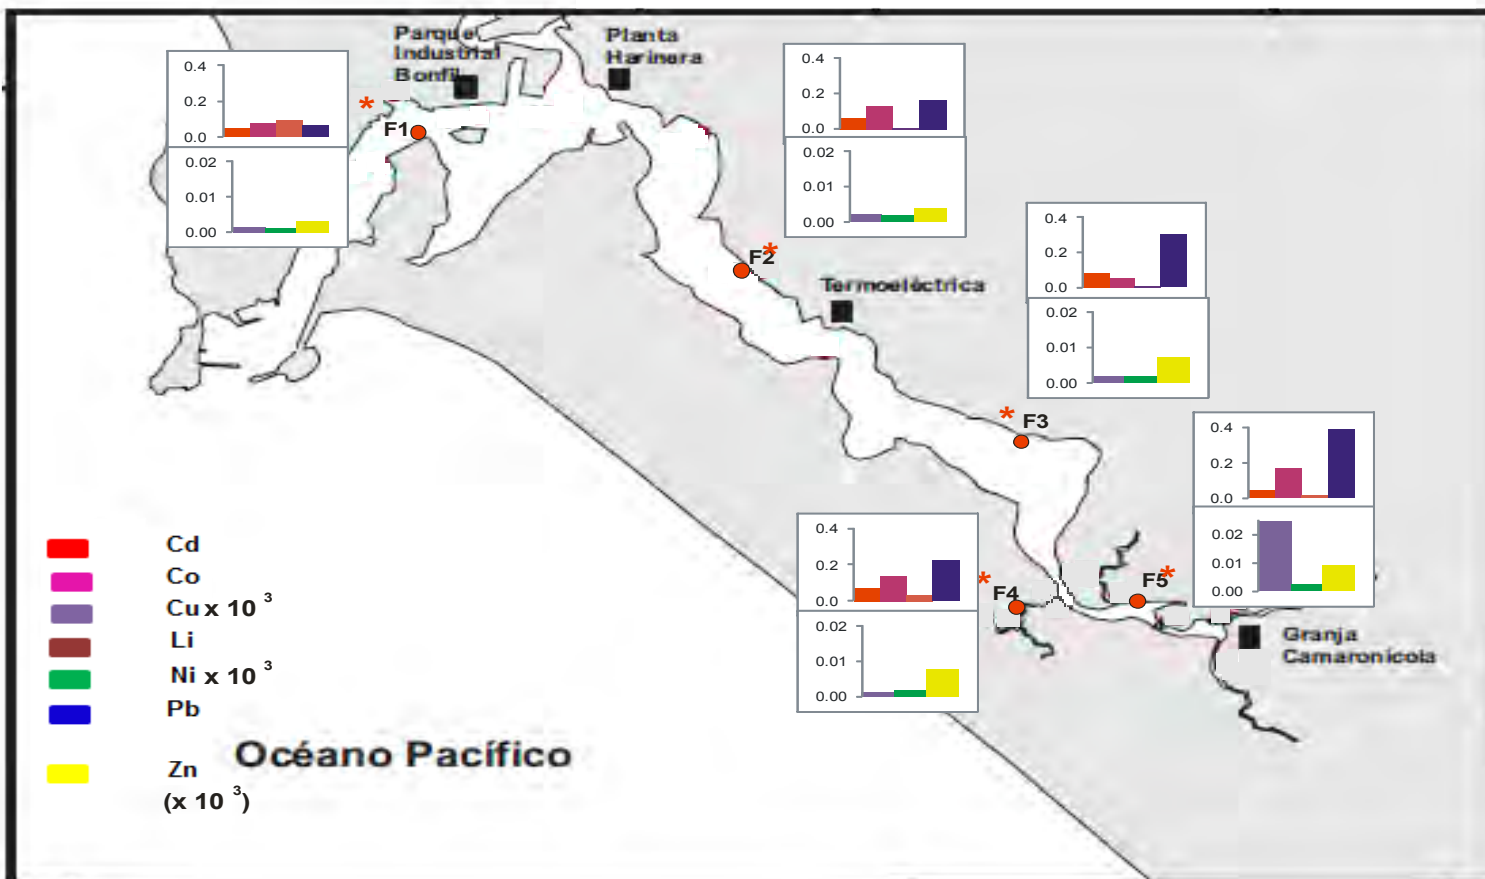 Parque
Industrial
Bonfil
Planta
Harinera
0.4
0.2
0.0
0.02
0.01
0.00
*
F1
0.4
0.2
0.0
0.02
0.01
0.00
F2
*
Termoeléctrica
0.4
0.2
0.0
0.02
0.01
0.00
*
F3
0.4
0.2
0.0
0.02
0.01
0.00
0.4
0.2
0.0
0.02
0.01
0.00
*
F4
F5
*
Granja
Camaronícola
Cd
Co
Cu x 10 3
Li
Ni x 10 3
Pb
Zn
(x 10 3)
Océano Pacífico